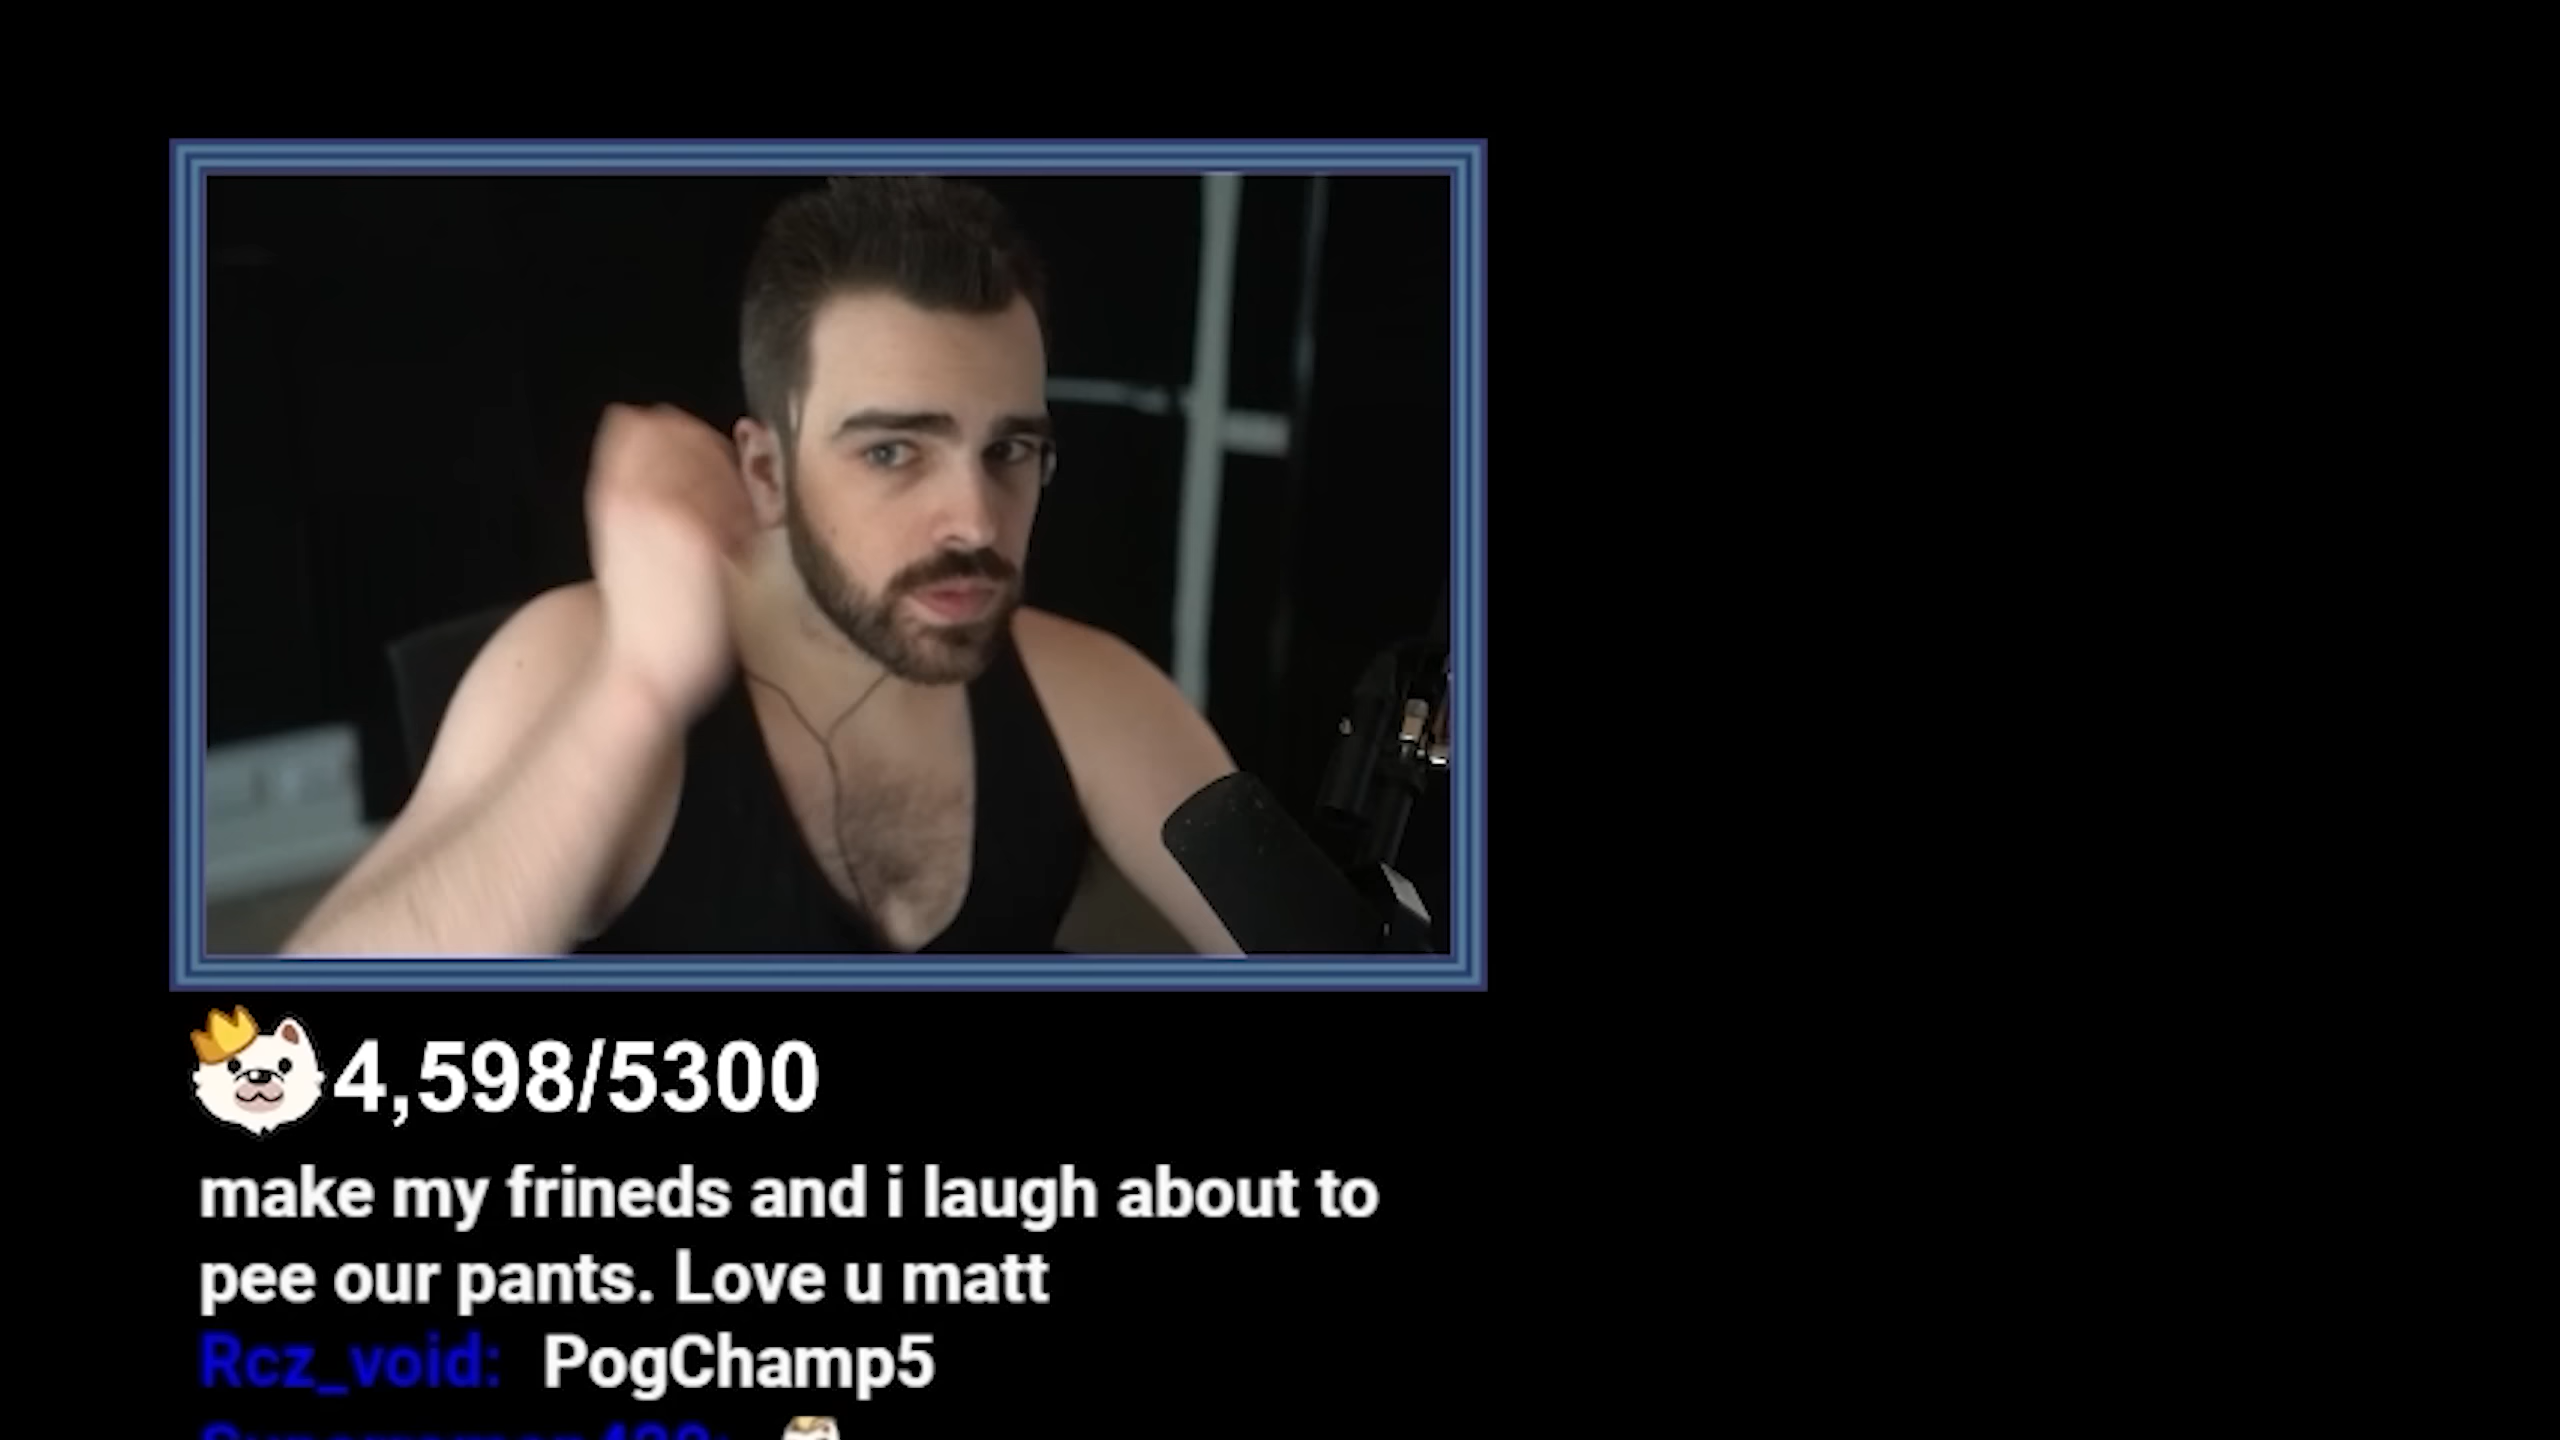 4,598/5300
make my frineds and i laugh about to
pee our pants. Love u matt
Rcz_void: PogChamp5